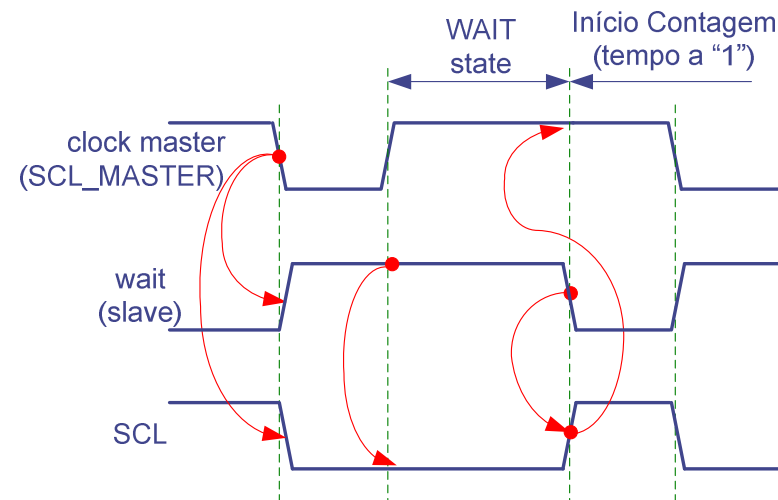 WAIT
state
Início Contagem
(tempo a “1”)
clock master
(SCL_MASTER)
wait
(slave)
SCL